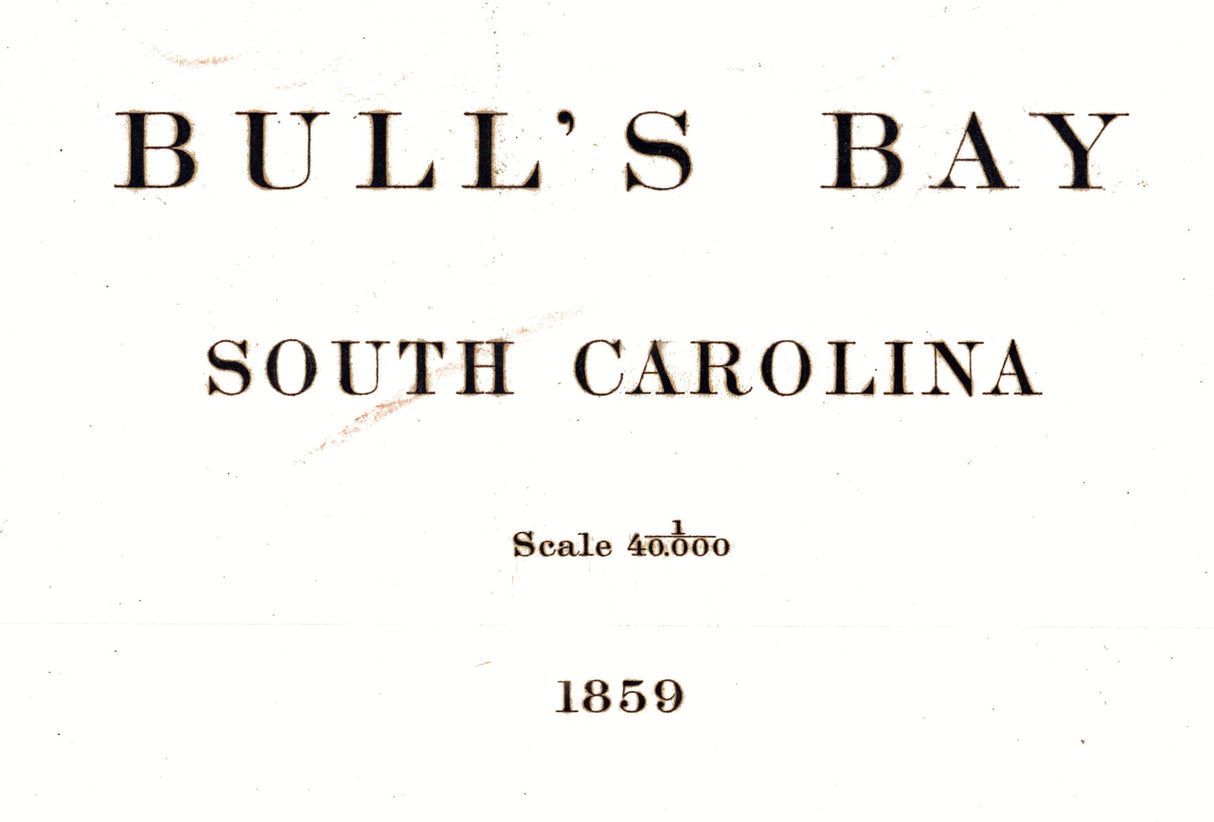 BULL'S BAY
SOUTH CAROLINA
Scale 1/40.000
1859